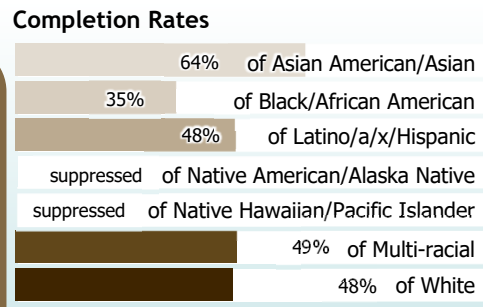 Completion Rates
64% of Asian American/Asian
35% of Black/African American
48% of Latino/a/x/Hispanic
suppressed of Native American/Alaska Native
suppressed of Native Hawaiian/Pacific Islander
49% of Multi-racial
48% of White